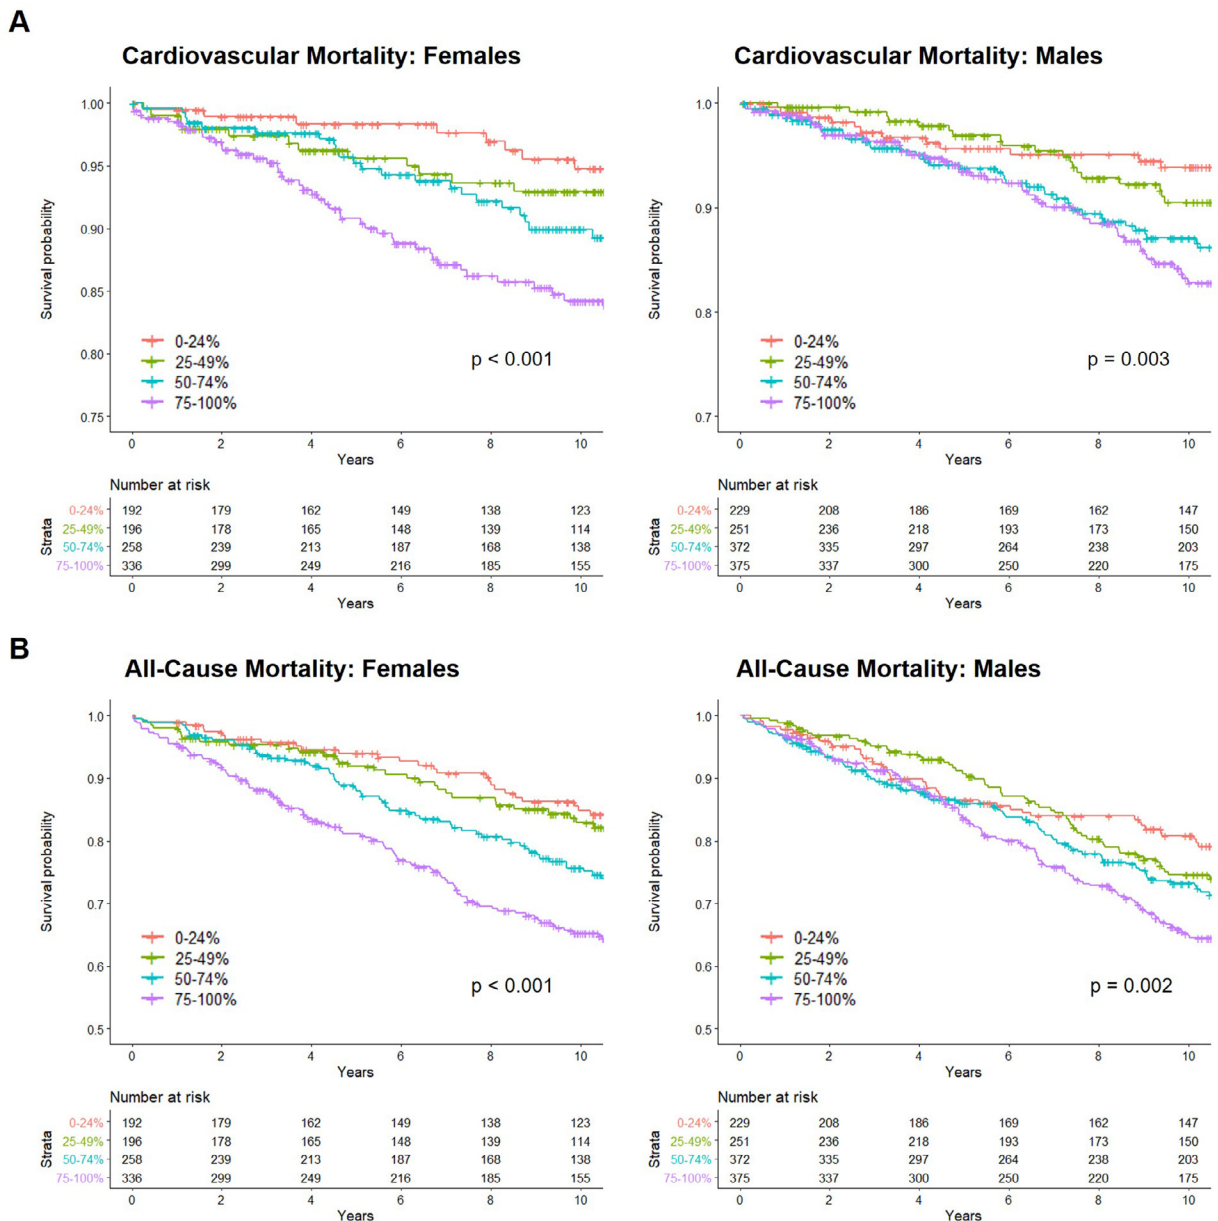 A
Cardiovascular Mortality: Females
Survival probability
1.00
0.95
0.90
0.85
0.80
0.75
0-24%
25-49%
50-74%
75-100%
p < 0.001
0 2 4 6 8 10
Years
Number at risk
Strata
0-24% 192 179 162 149 138 123
25-49% 196 178 165 148 139 114
50-74% 258 239 213 187 168 138
75-100% 336 299 249 216 185 155
0 2 4 6 8 10
Years
Cardiovascular Mortality: Males
Survival probability
1.0
0.9
0.8
0.7
0-24%
25-49%
50-74%
75-100%
p = 0.003
0 2 4 6 8 10
Years
Number at risk
Strata
0-24% 229 208 186 169 162 147
25-49% 251 236 218 193 173 150
50-74% 372 335 297 264 238 203
75-100% 375 337 300 250 220 175
0 2 4 6 8 10
Years
B
All-Cause Mortality: Females
Survival probability
1.0
0.9
0.8
0.7
0.6
0.5
0-24%
25-49%
50-74%
75-100%
p < 0.001
0 2 4 6 8 10
Years
Number at risk
Strata
0-24% 192 179 162 149 138 123
25-49% 196 178 165 148 139 114
50-74% 258 239 213 187 168 138
75-100% 336 299 249 216 185 155
0 2 4 6 8 10
Years
All-Cause Mortality: Males
Survival probability
1.0
0.9
0.8
0.7
0.6
0.5
0-24%
25-49%
50-74%
75-100%
p = 0.002
0 2 4 6 8 10
Years
Number at risk
Strata
0-24% 229 208 186 169 162 147
25-49% 251 236 218 193 173 150
50-74% 372 335 297 264 238 203
75-100% 375 337 300 250 220 175
0 2 4 6 8 10
Years